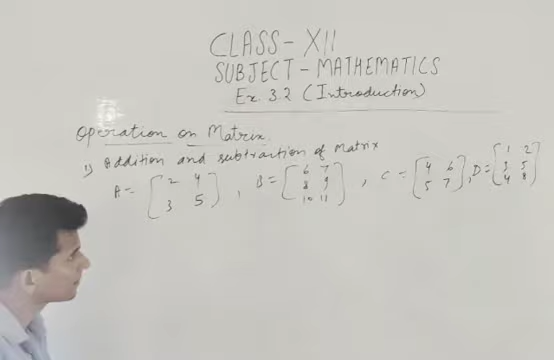 CLASS-XII
SUBJECT-MATHEMATICS
Ex. 3.2 (Introduction)
Operation on Matrix
1) Addition and subtraction of Matrix
A = [2 4 , B = [6 7 , C = [4 6 , D = [1 2
3 5] 8 9 5 7] 3 5
10 11] 4 8]